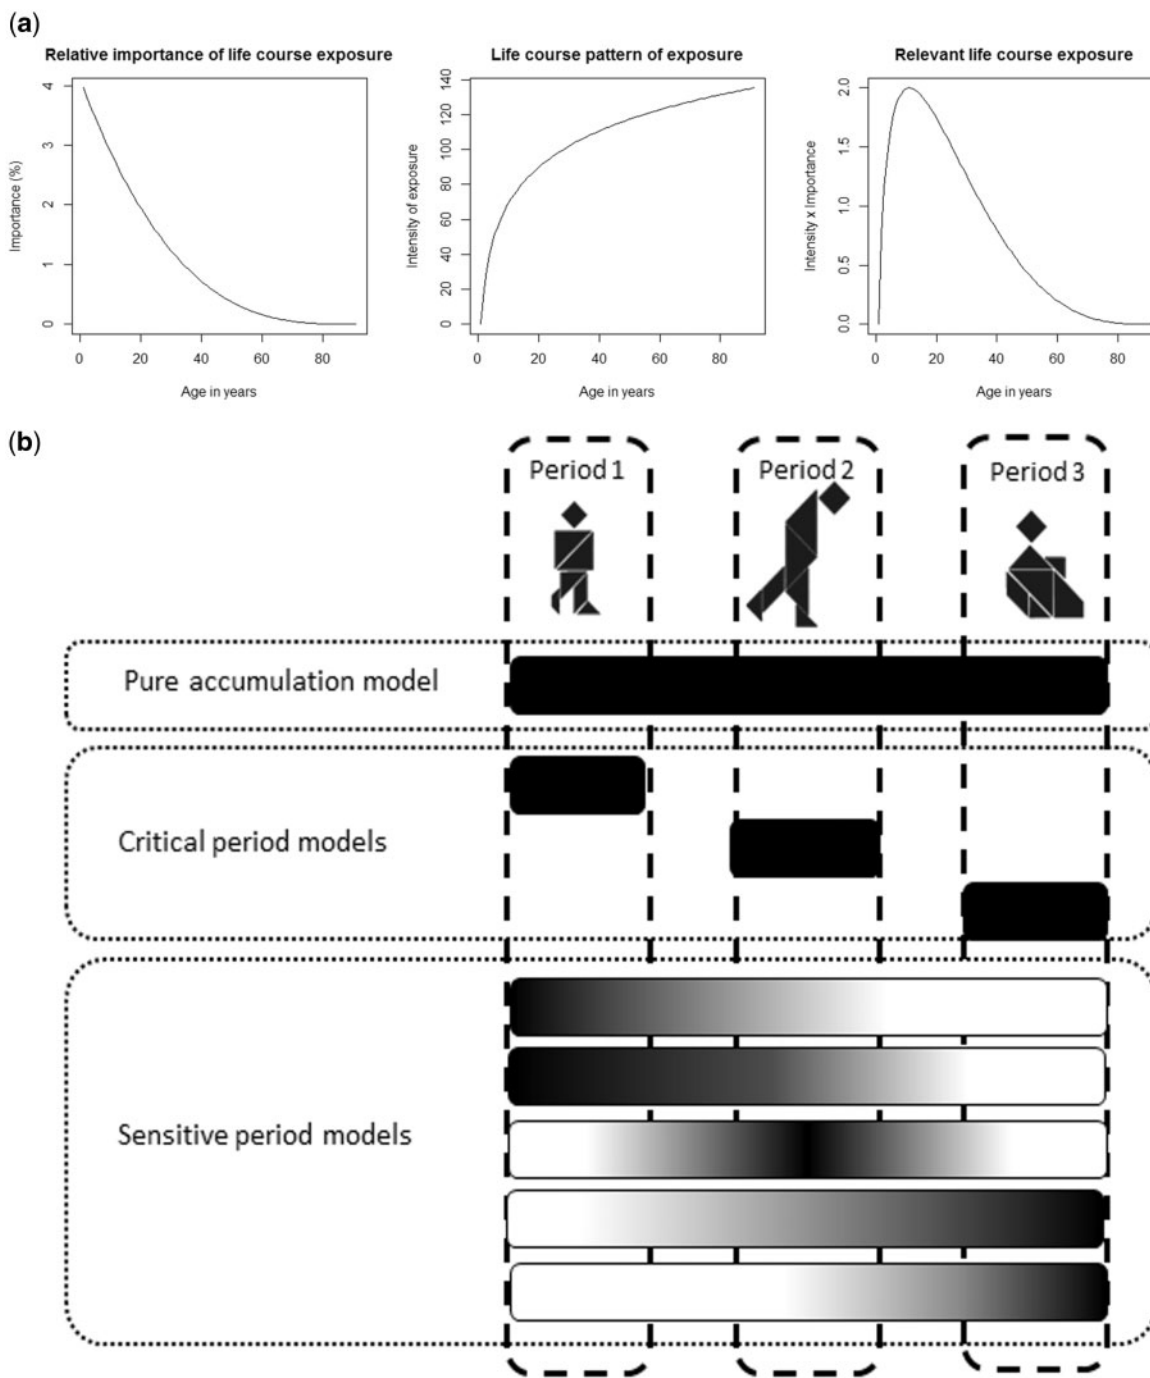 (a)
Relative importance of life course exposure
Importance (%)
0
1
2
3
4
0 20 40 60 80
Age in years
Life course pattern of exposure
Intensity of exposure
0
20
40
60
80
100
120
140
0 20 40 60 80
Age in years
Relevant life course exposure
Intensity x Importance
0.0
0.5
1.0
1.5
2.0
0 20 40 60 80
Age in years
(b)
Period 1
Period 2
Period 3
Pure accumulation model
Critical period models
Sensitive period models